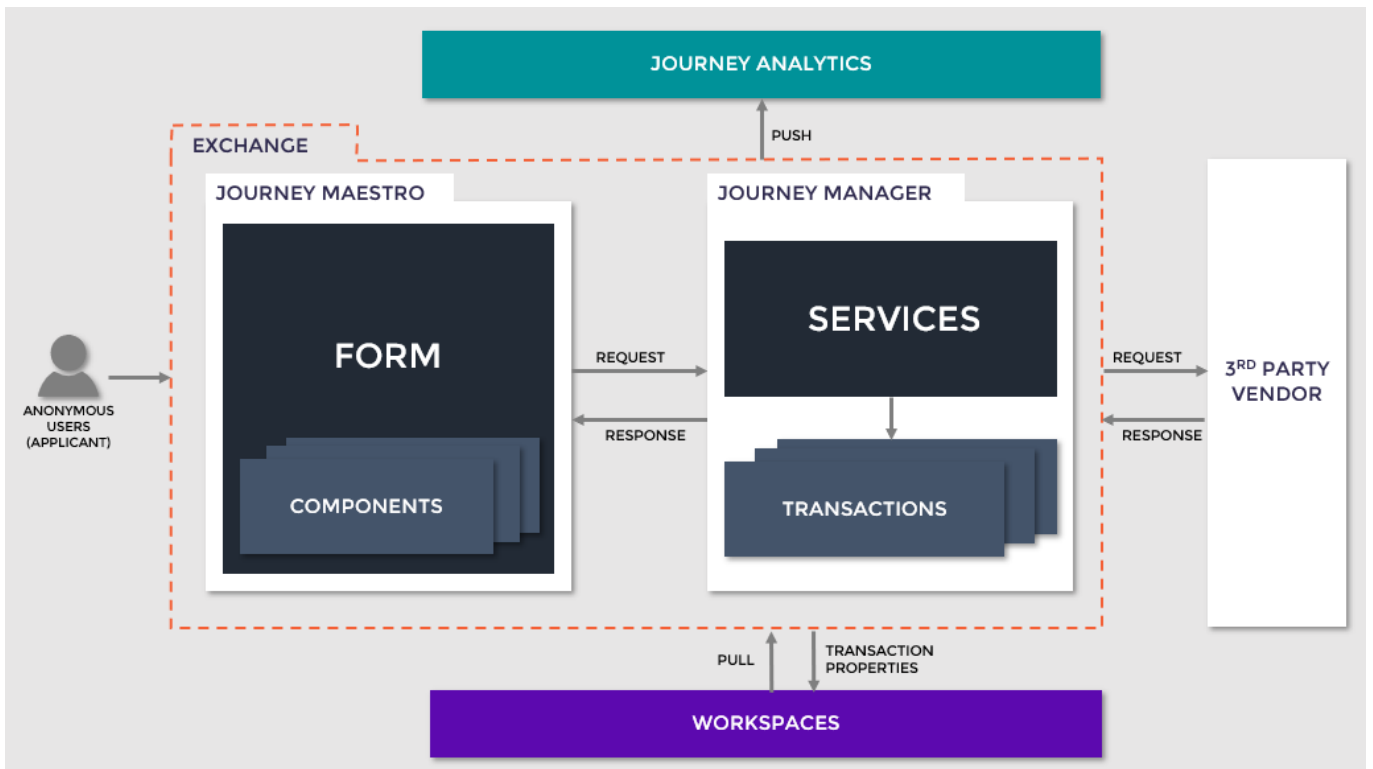 JOURNEY ANALYTICS
PUSH
EXCHANGE
JOURNEY MAESTRO
JOURNEY MANAGER
FORM
COMPONENTS
SERVICES
TRANSACTIONS
REQUEST
RESPONSE
REQUEST
RESPONSE
3RD PARTY
VENDOR
ANONYMOUS
USERS
(APPLICANT)
PULL
TRANSACTION
PROPERTIES
WORKSPACES